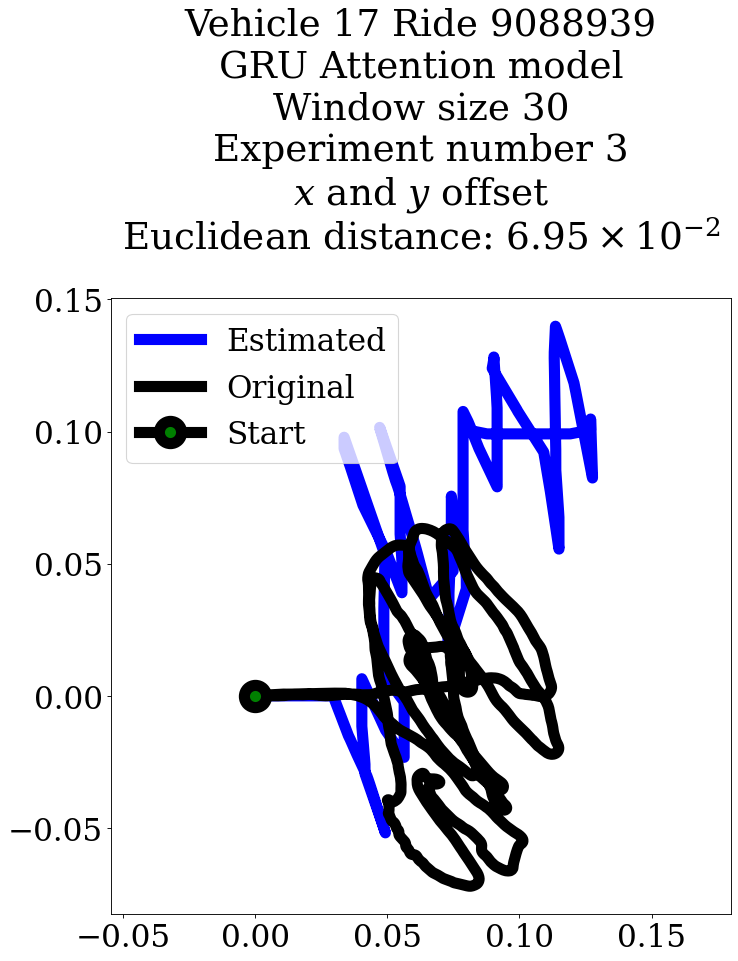 Vehicle 17 Ride 9088939
GRU Attention model
Window size 30
Experiment number 3
x and y offset
Euclidean distance: 6.95 × 10⁻²
0.15
Estimated
Original
Start
0.10
0.05
0.00
−0.05
−0.05 0.00 0.05 0.10 0.15